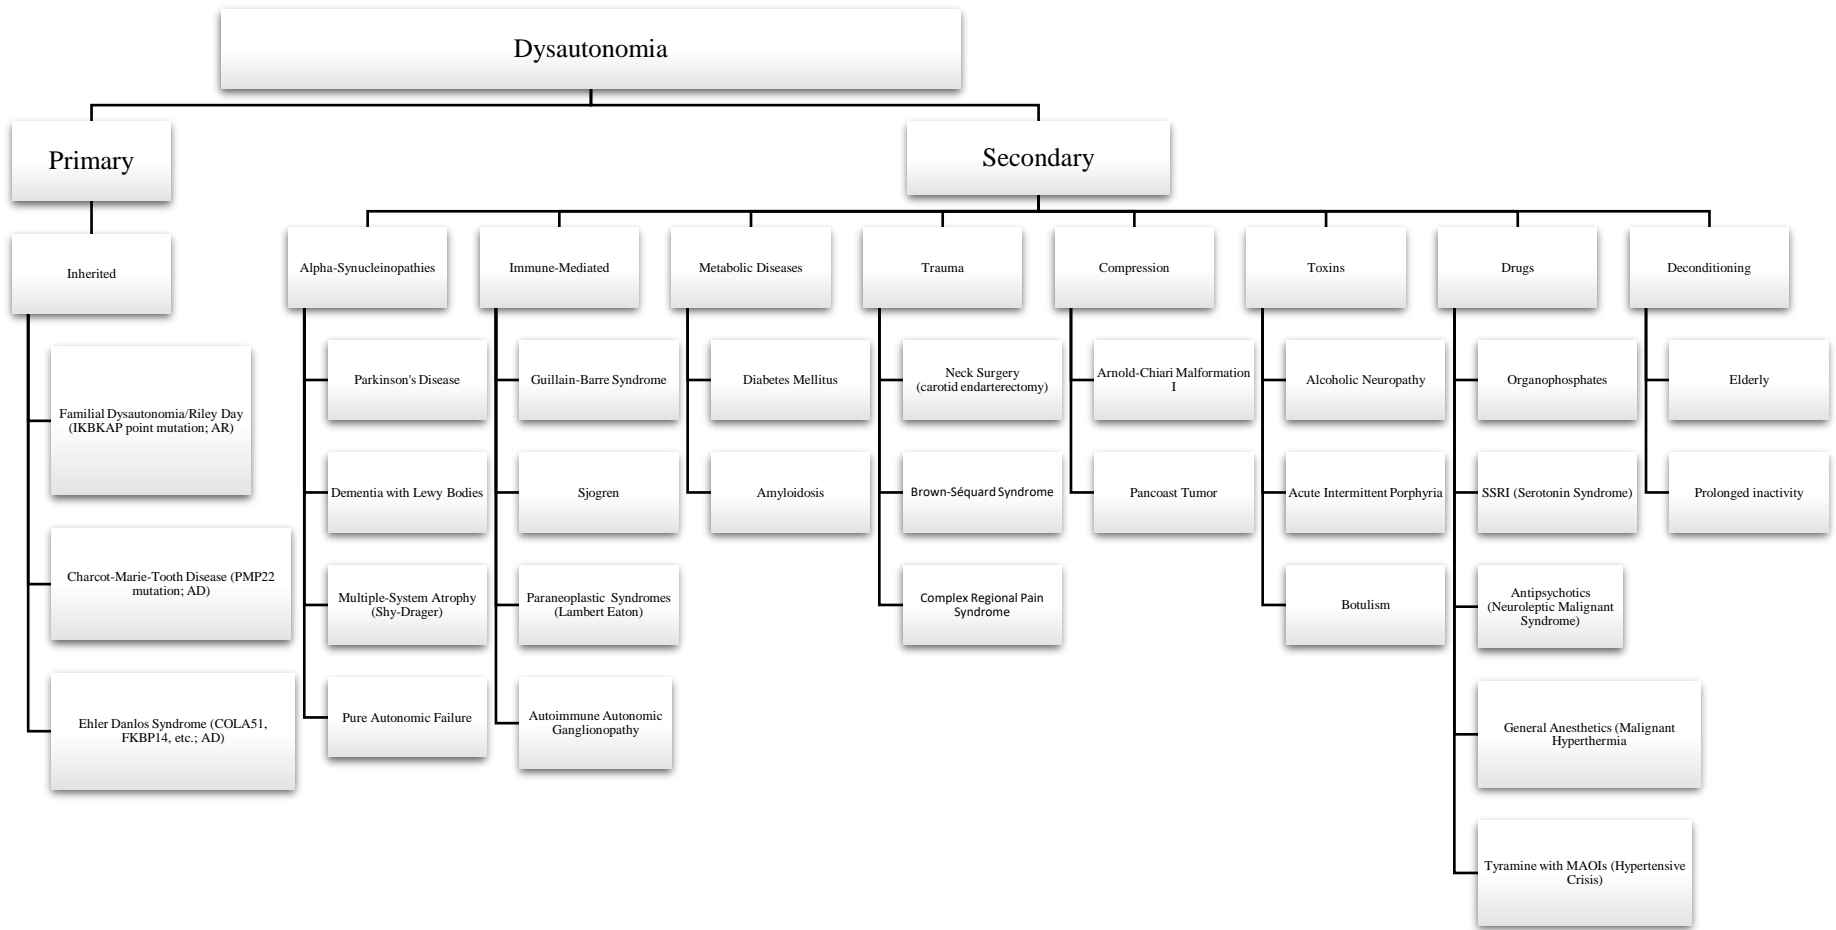 Dysautonomia
Primary
Secondary
Inherited
Alpha-Synucleinopathies
Immune-Mediated
Metabolic Diseases
Trauma
Compression
Toxins
Drugs
Deconditioning
Familial Dysautonomia/Riley Day
(IKBKAP point mutation; AR)
Charcot-Marie-Tooth Disease (PMP22
mutation; AD)
Ehler Danlos Syndrome (COLA51,
FKBP14, etc.; AD)
Parkinson's Disease
Dementia with Lewy Bodies
Multiple-System Atrophy
(Shy-Drager)
Pure Autonomic Failure
Guillain-Barre Syndrome
Sjogren
Paraneoplastic Syndromes
(Lambert Eaton)
Autoimmune Autonomic
Ganglionopathy
Diabetes Mellitus
Amyloidosis
Neck Surgery
(carotid endarterectomy)
Brown-Séquard Syndrome
Complex Regional Pain
Syndrome
Arnold-Chiari Malformation
I
Pancoast Tumor
Alcoholic Neuropathy
Acute Intermittent Porphyria
Botulism
Organophosphates
SSRI (Serotonin Syndrome)
Antipsychotics
(Neuroleptic Malignant
Syndrome)
General Anesthetics (Malignant
Hyperthermia
Tyramine with MAOIs (Hypertensive
Crisis)
Elderly
Prolonged inactivity